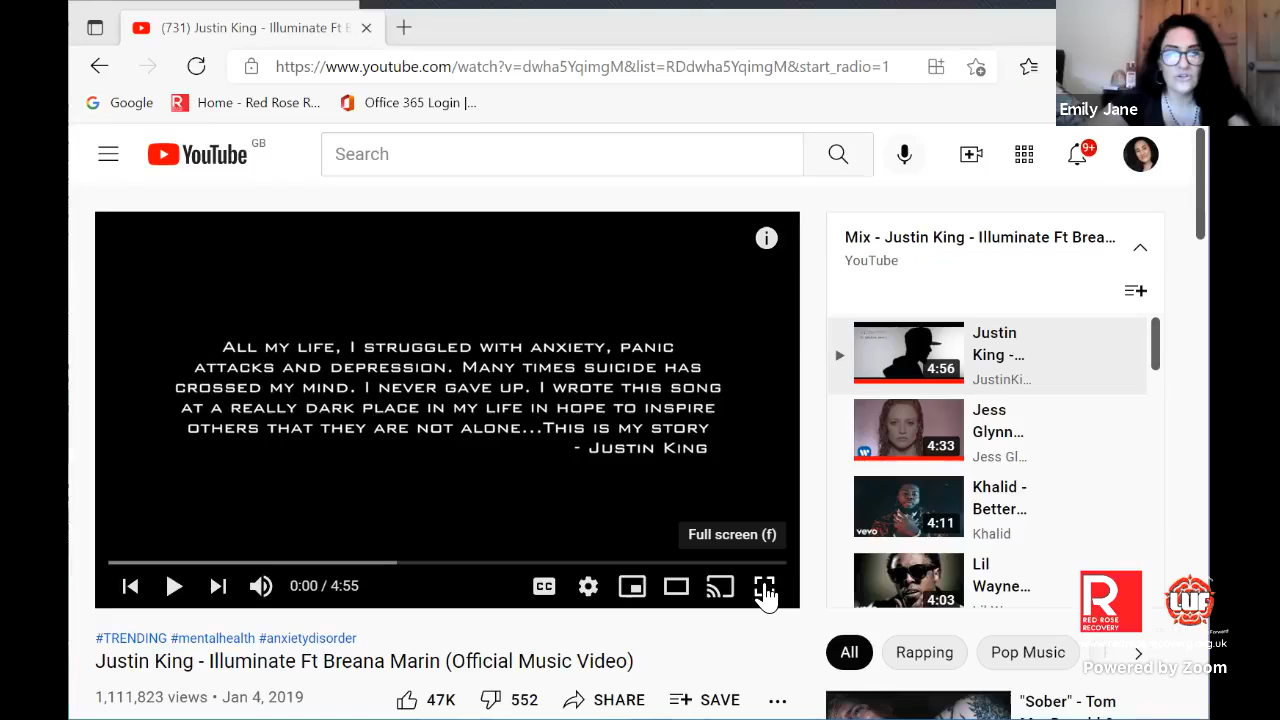 (731) Justin King - Illuminate Ft B
https://www.youtube.com/watch?v=dwha5YqimgM&list=RDdwha5YqimgM&start_radio=1
Google
Home - Red Rose R...
Office 365 Login |...
Emily Jane
YouTube GB
Search
9+
i
ALL MY LIFE, I STRUGGLED WITH ANXIETY, PANIC
ATTACKS AND DEPRESSION. MANY TIMES SUICIDE HAS
CROSSED MY MIND. I NEVER GAVE UP. I WROTE THIS SONG
AT A REALLY DARK PLACE IN MY LIFE IN HOPE TO INSPIRE
OTHERS THAT THEY ARE NOT ALONE...THIS IS MY STORY
- JUSTIN KING
Full screen (f)
0:00 / 4:55
CC
#TRENDING #mentalhealth #anxietydisorder
Justin King - Illuminate Ft Breana Marin (Official Music Video)
1,111,823 views • Jan 4, 2019
47K
552
SHARE
SAVE
Mix - Justin King - Illuminate Ft Brea...
YouTube
Justin
King -...
JustinKi...
4:56
Jess
Glynn...
Jess Gl...
4:33
Khalid -
Better...
Khalid
4:11
vevo
Lil
Wayne...
4:03
R
RED ROSE
RECOVERY
LUF
All
Rapping
Pop Music
Powered by Zoom
"Sober" - Tom